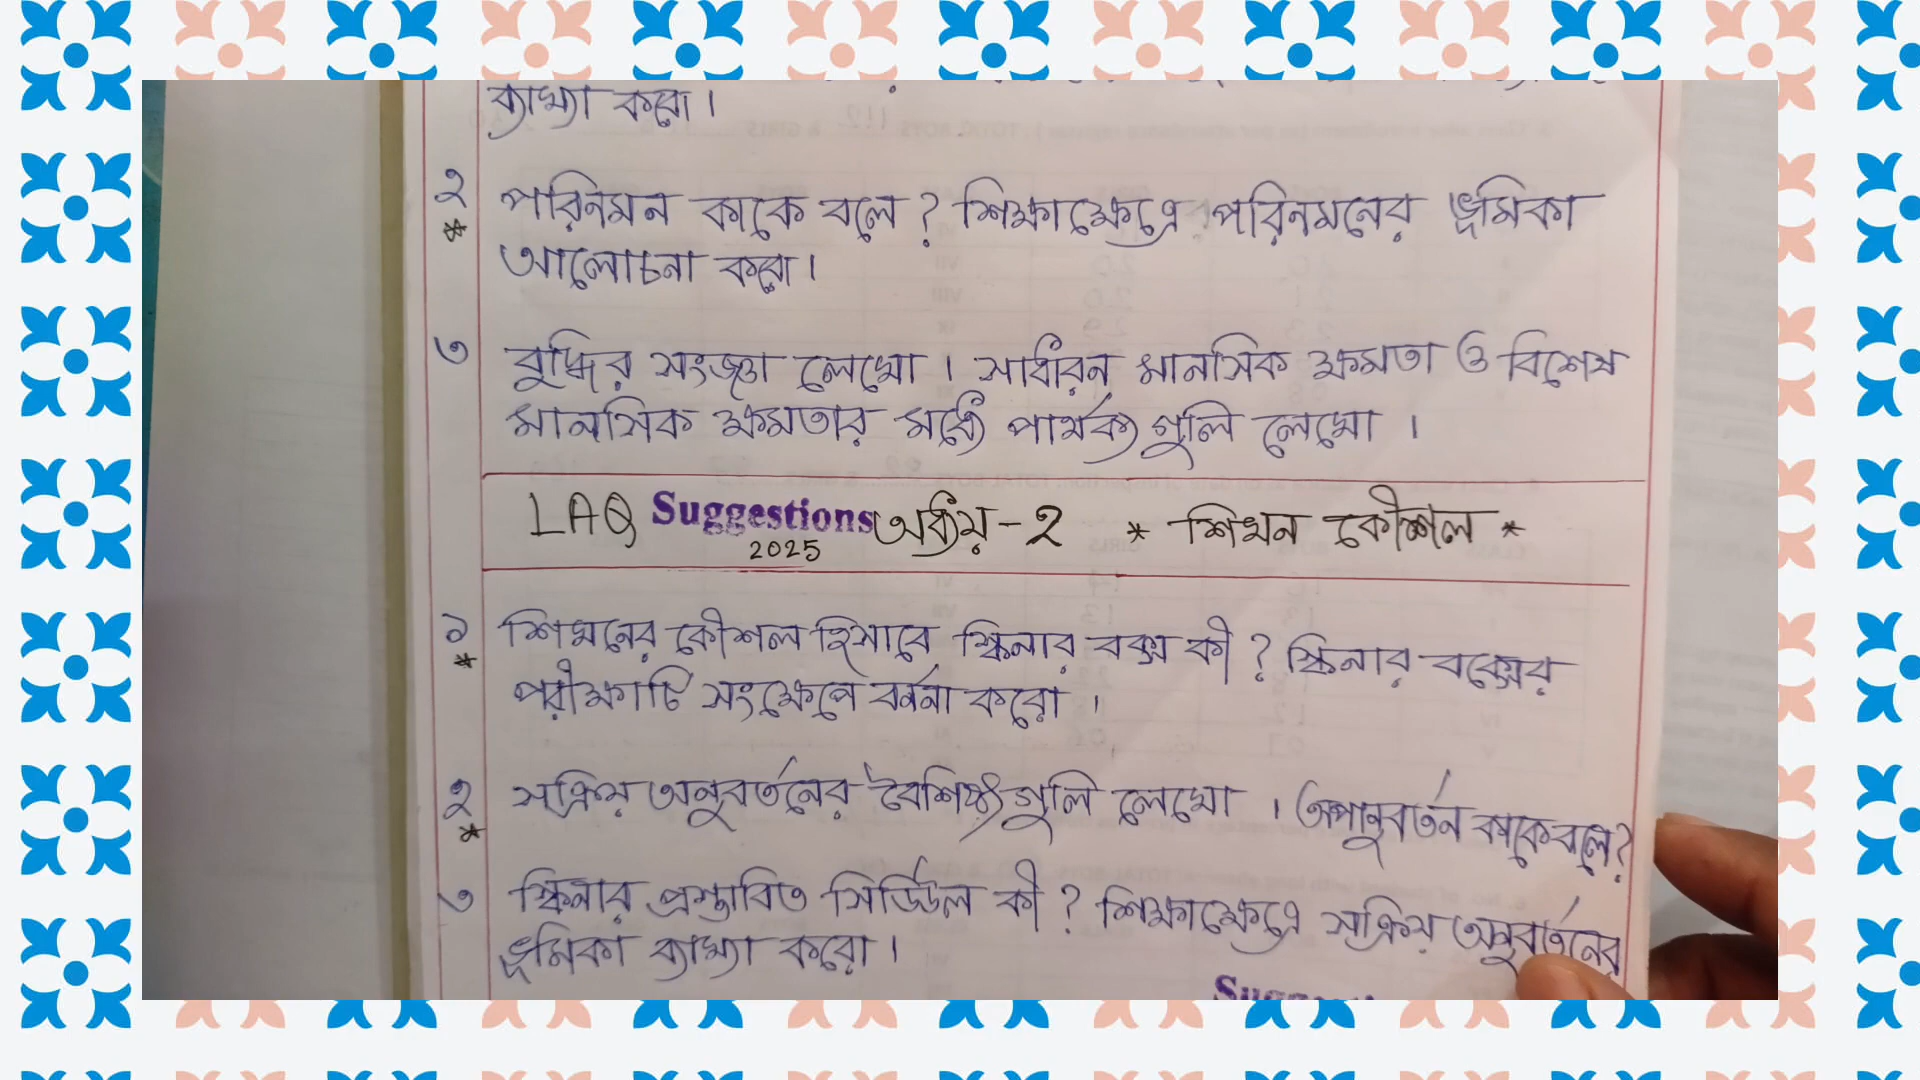 ব্যাখ্যা করো।
২ পরিনমন কাকে বলে? শিক্ষাক্ষেত্রে পরিনমনের ভূমিকা
* আলোচনা করো।
৩ বুদ্ধির সংজ্ঞা লেখো। সাধারন মানসিক ক্ষমতা ও বিশেষ
মানসিক ক্ষমতার মধ্যে পার্থক্য গুলি লেখো।
LAQ Suggestions অধ্যায়-২ * শিখন কৌশল *
2025
১ শিখনের কৌশল হিসাবে স্কিনার বক্স কী? স্কিনার বক্সের
* পরীক্ষাটি সংক্ষেপে বর্ননা করো।
২ সক্রিয় অনুবর্তনের বৈশিষ্ট্য গুলি লেখো। অপানুবর্তন কাকে বলে?
*
৩ স্কিনার প্রস্তাবিত সিডিউল কী? শিক্ষাক্ষেত্রে সক্রিয় অনুবর্তনের
ভূমিকা ব্যাখ্যা করো।